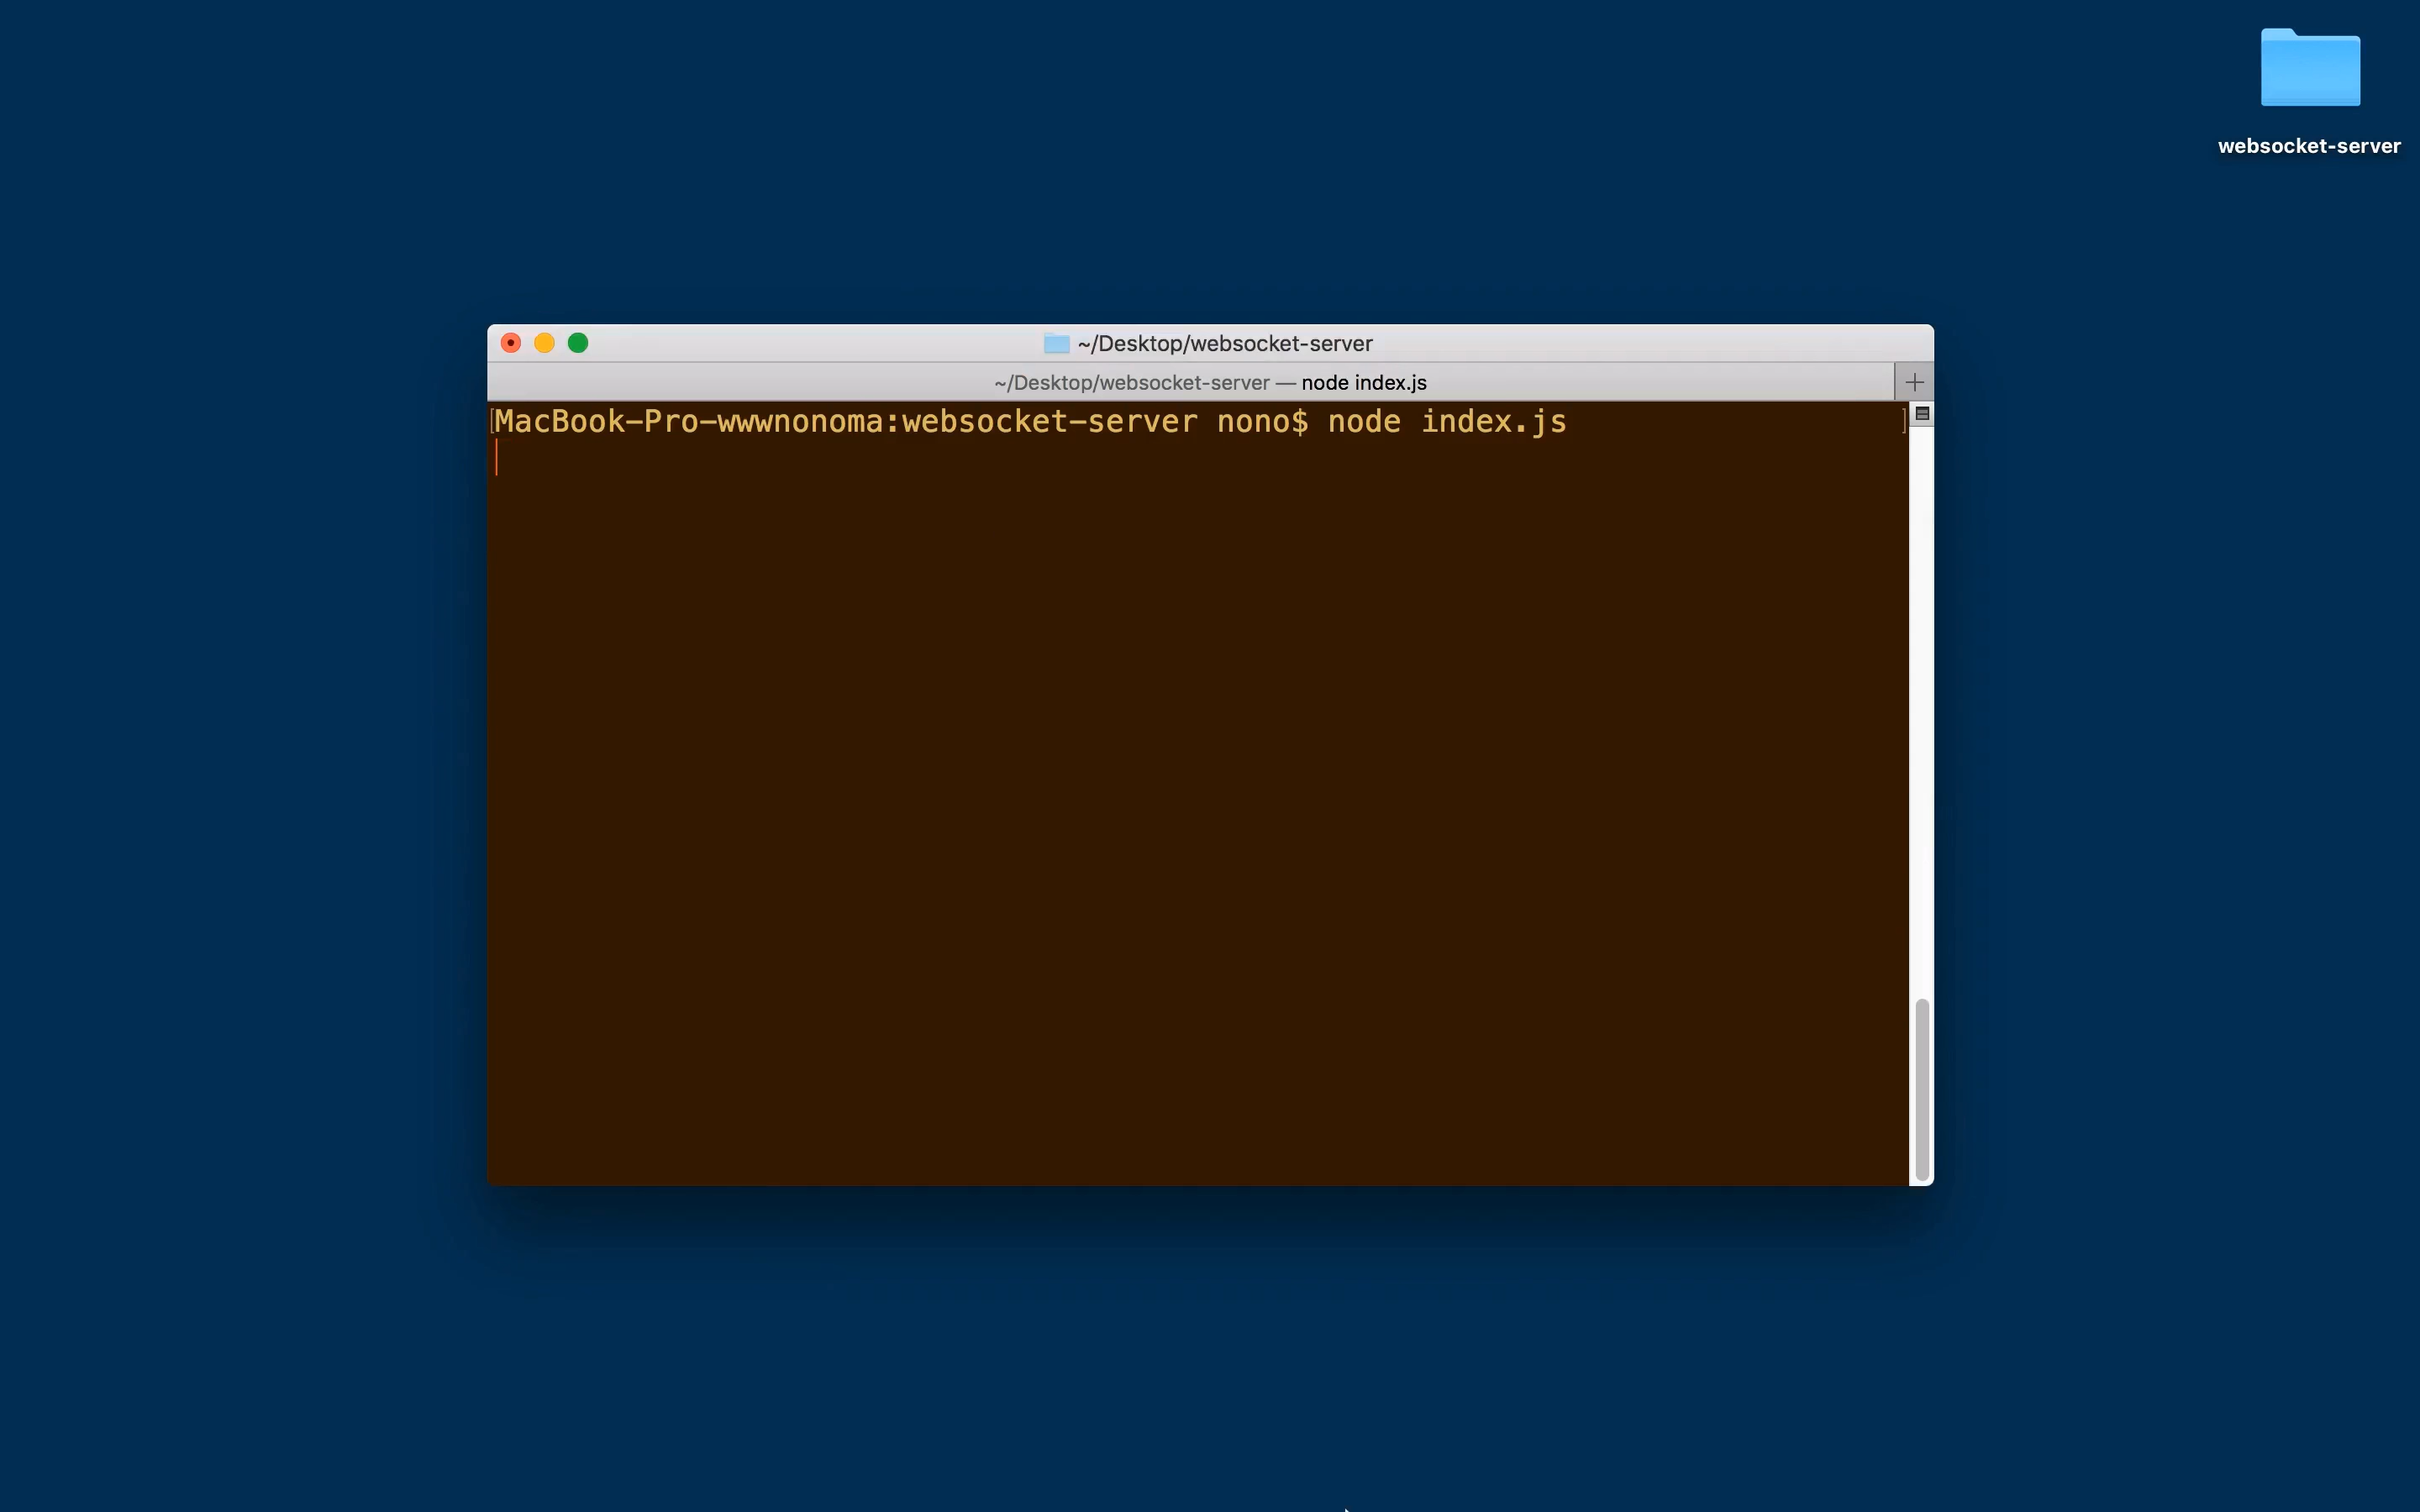 websocket-server
~/Desktop/websocket-server
~/Desktop/websocket-server — node index.js
[MacBook-Pro-wwwnonoma:websocket-server nono$ node index.js ]